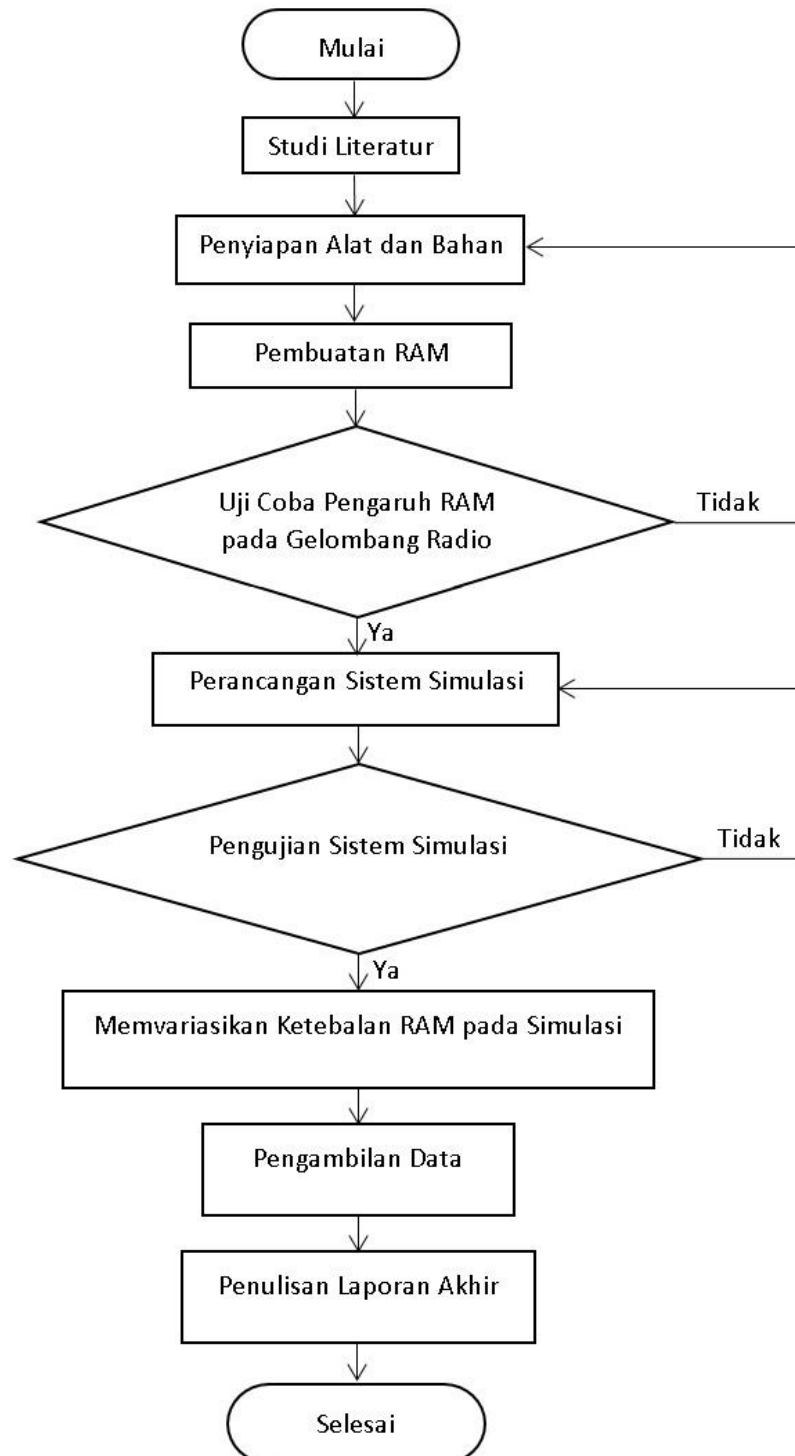 Mulai
Studi Literatur
Penyiapan Alat dan Bahan
Pembuatan RAM
Uji Coba Pengaruh RAM
pada Gelombang Radio
Tidak
Ya
Perancangan Sistem Simulasi
Pengujian Sistem Simulasi
Tidak
Ya
Memvariasikan Ketebalan RAM pada Simulasi
Pengambilan Data
Penulisan Laporan Akhir
Selesai